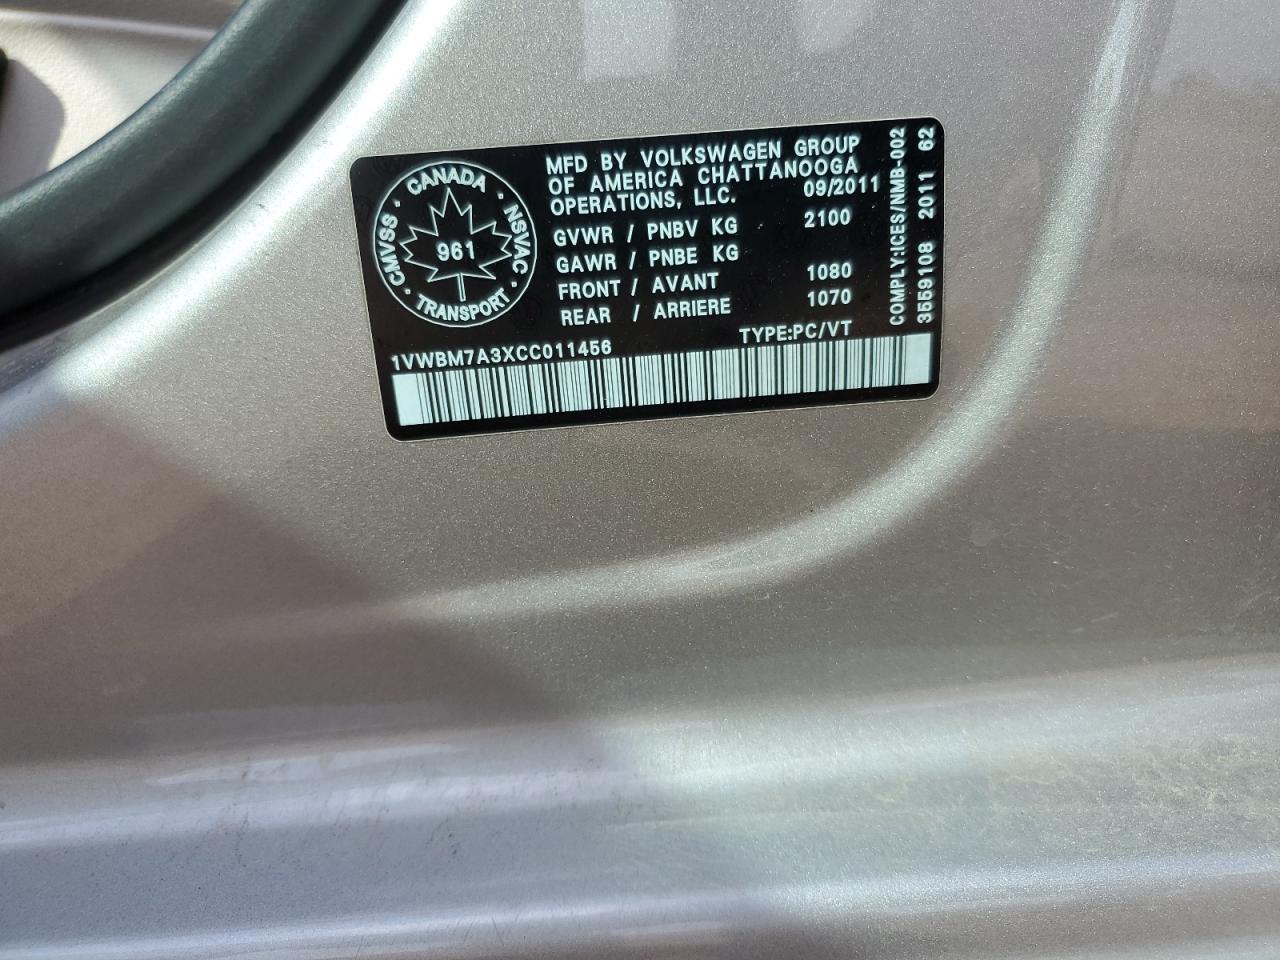 CANADA
CMVSS · NSVAC
961
TRANSPORT
MFD BY VOLKSWAGEN GROUP
OF AMERICA CHATTANOOGA
OPERATIONS, LLC. 09/2011
GVWR / PNBV KG 2100
GAWR / PNBE KG
FRONT / AVANT 1080
REAR / ARRIERE 1070
TYPE:PC/VT
1VWBM7A3XCC011456
COMPLY:ICES/NMB-002
3559108 2011 62